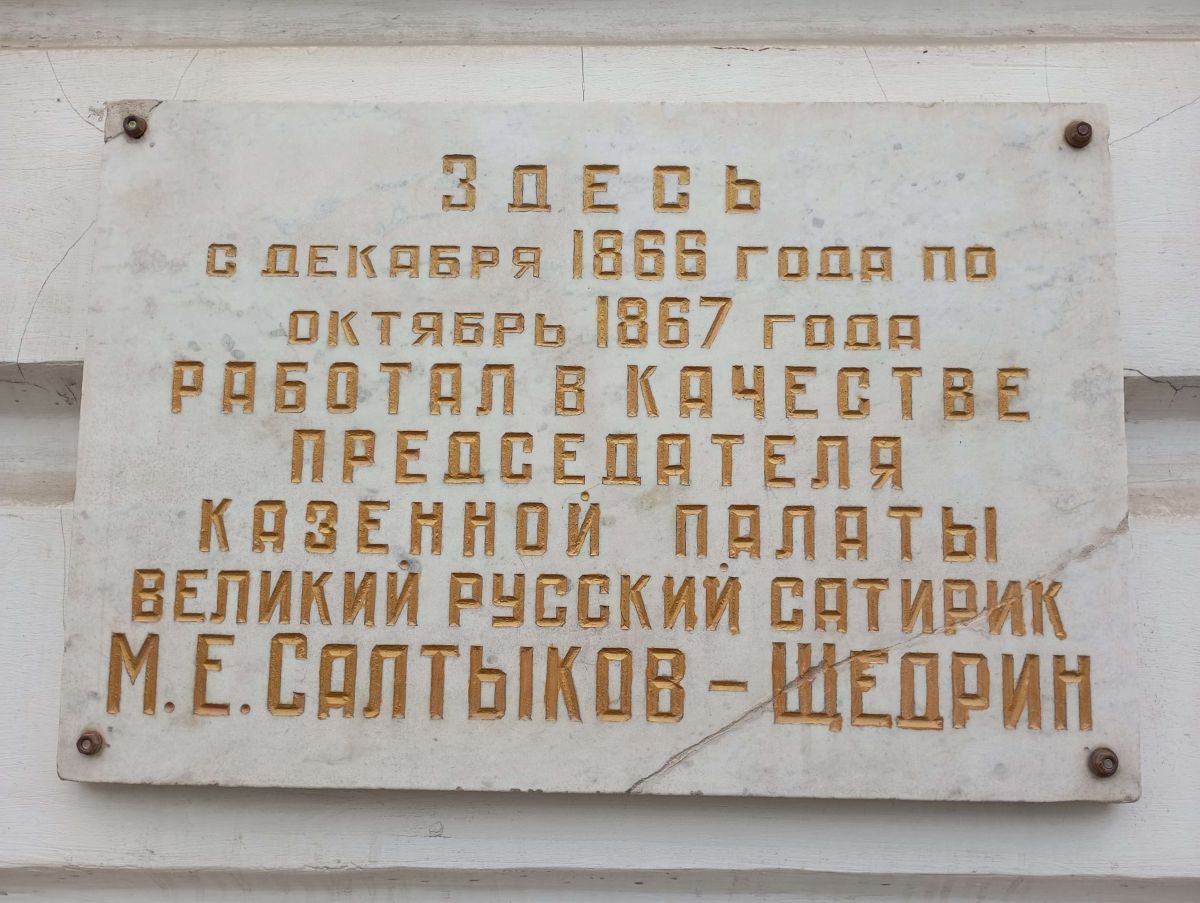 Здесь
с декабря 1866 года по
октябрь 1867 года
работал в качестве
председателя
казенной палаты
великий русский сатирик
М.Е.Салтыков – Щедрин